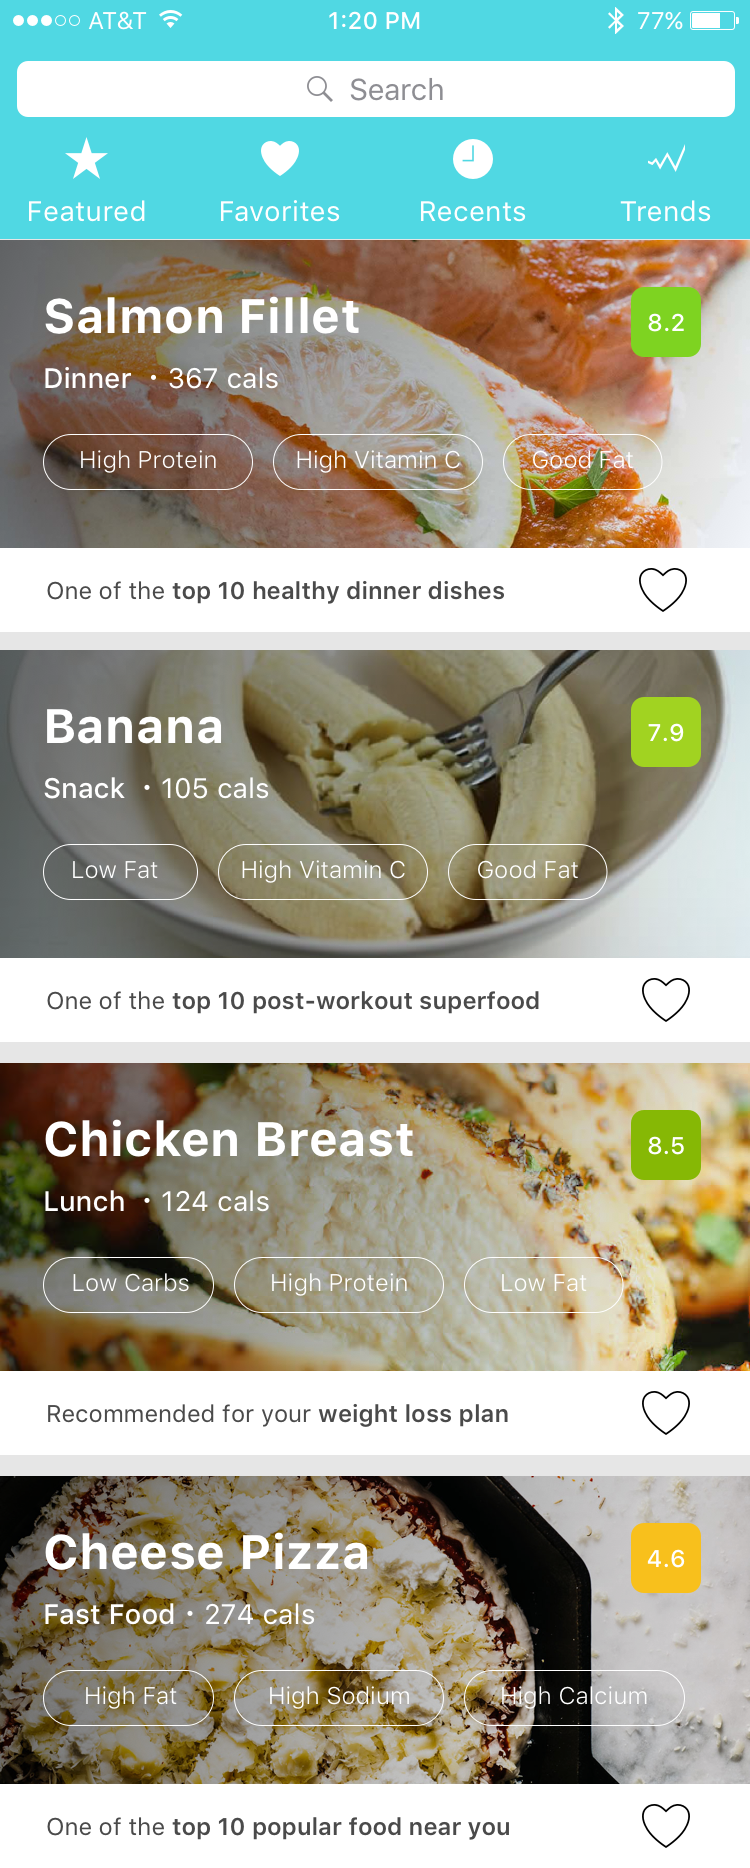 AT&T 1:20 PM 77%
Search
Featured Favorites Recents Trends
Salmon Fillet
8.2
Dinner · 367 cals
High Protein High Vitamin C Good Fat
One of the top 10 healthy dinner dishes
Banana
7.9
Snack · 105 cals
Low Fat High Vitamin C Good Fat
One of the top 10 post-workout superfood
Chicken Breast
8.5
Lunch · 124 cals
Low Carbs High Protein Low Fat
Recommended for your weight loss plan
Cheese Pizza
4.6
Fast Food · 274 cals
High Fat High Sodium High Calcium
One of the top 10 popular food near you